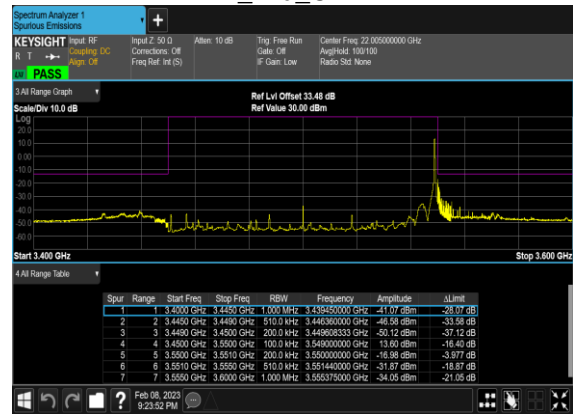 Spectrum Analyzer 1
Spurious Emissions
KEYSIGHT Input: RF Input Z: 50 Ω Atten: 10 dB Trig: Free Run Center Freq: 22.005000000 GHz
R T Coupling: DC Corrections: Off Gate: Off Avg|Hold: 100/100
Align: Off Freq Ref: Int (S) IF Gain: Low Radio Std: None
PASS
3 All Range Graph
Ref Lvl Offset 33.48 dB
Scale/Div 10.0 dB Ref Value 30.00 dBm
Log
20.0
10.0
0.00
-10.0
-20.0
-30.0
-40.0
-50.0
-60.0
Start 3.400 GHz Stop 3.600 GHz
4 All Range Table
Spur Range Start Freq Stop Freq RBW Frequency Amplitude ΔLimit
1 1 3.4000 GHz 3.4450 GHz 1.000 MHz 3.439450000 GHz -41.07 dBm -28.07 dB
2 2 3.4450 GHz 3.4490 GHz 510.0 kHz 3.446360000 GHz -46.58 dBm -33.58 dB
3 3 3.4490 GHz 3.4500 GHz 200.0 kHz 3.449608333 GHz -50.12 dBm -37.12 dB
4 4 3.4500 GHz 3.5500 GHz 100.0 kHz 3.549000000 GHz 13.60 dBm -16.40 dB
5 5 3.5500 GHz 3.5510 GHz 200.0 kHz 3.550000000 GHz -16.98 dBm -3.977 dB
6 6 3.5510 GHz 3.5550 GHz 510.0 kHz 3.551440000 GHz -31.87 dBm -18.87 dB
7 7 3.5550 GHz 3.6000 GHz 1.000 MHz 3.555375000 GHz -34.05 dBm -21.05 dB
Feb 08, 2023
9:23:52 PM